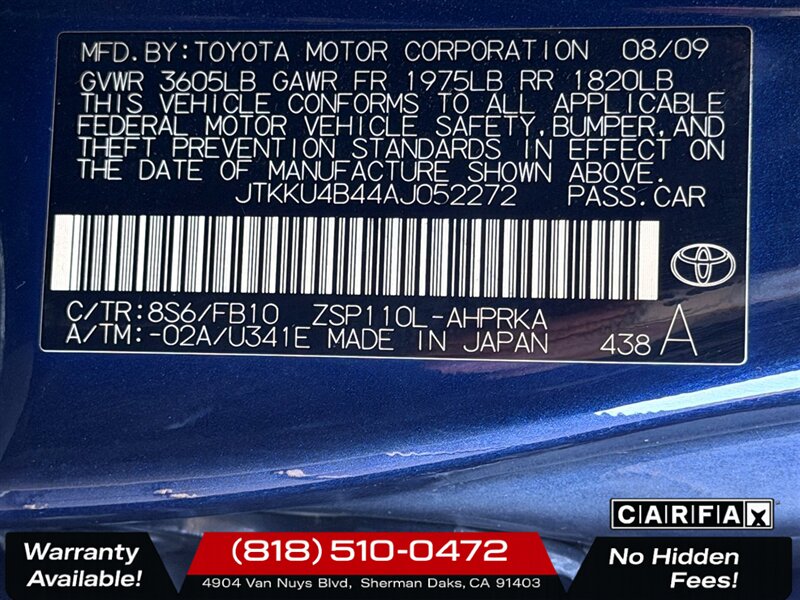 MFD. BY: TOYOTA MOTOR CORPORATION 08/09
GVWR 3605LB GAWR FR 1975LB RR 1820LB
THIS VEHICLE CONFORMS TO ALL APPLICABLE
FEDERAL MOTOR VEHICLE SAFETY, BUMPER, AND
THEFT PREVENTION STANDARDS IN EFFECT ON
THE DATE OF MANUFACTURE SHOWN ABOVE.
JTKKU4B44AJ052272 PASS. CAR
C/TR: 8S6/FB10 ZSP110L-AHPRKA
A/TM: -02A/U341E MADE IN JAPAN 438 A
CARFAX
Warranty Available!
(818) 510-0472
4904 Van Nuys Blvd, Sherman Daks, CA 91403
No Hidden Fees!